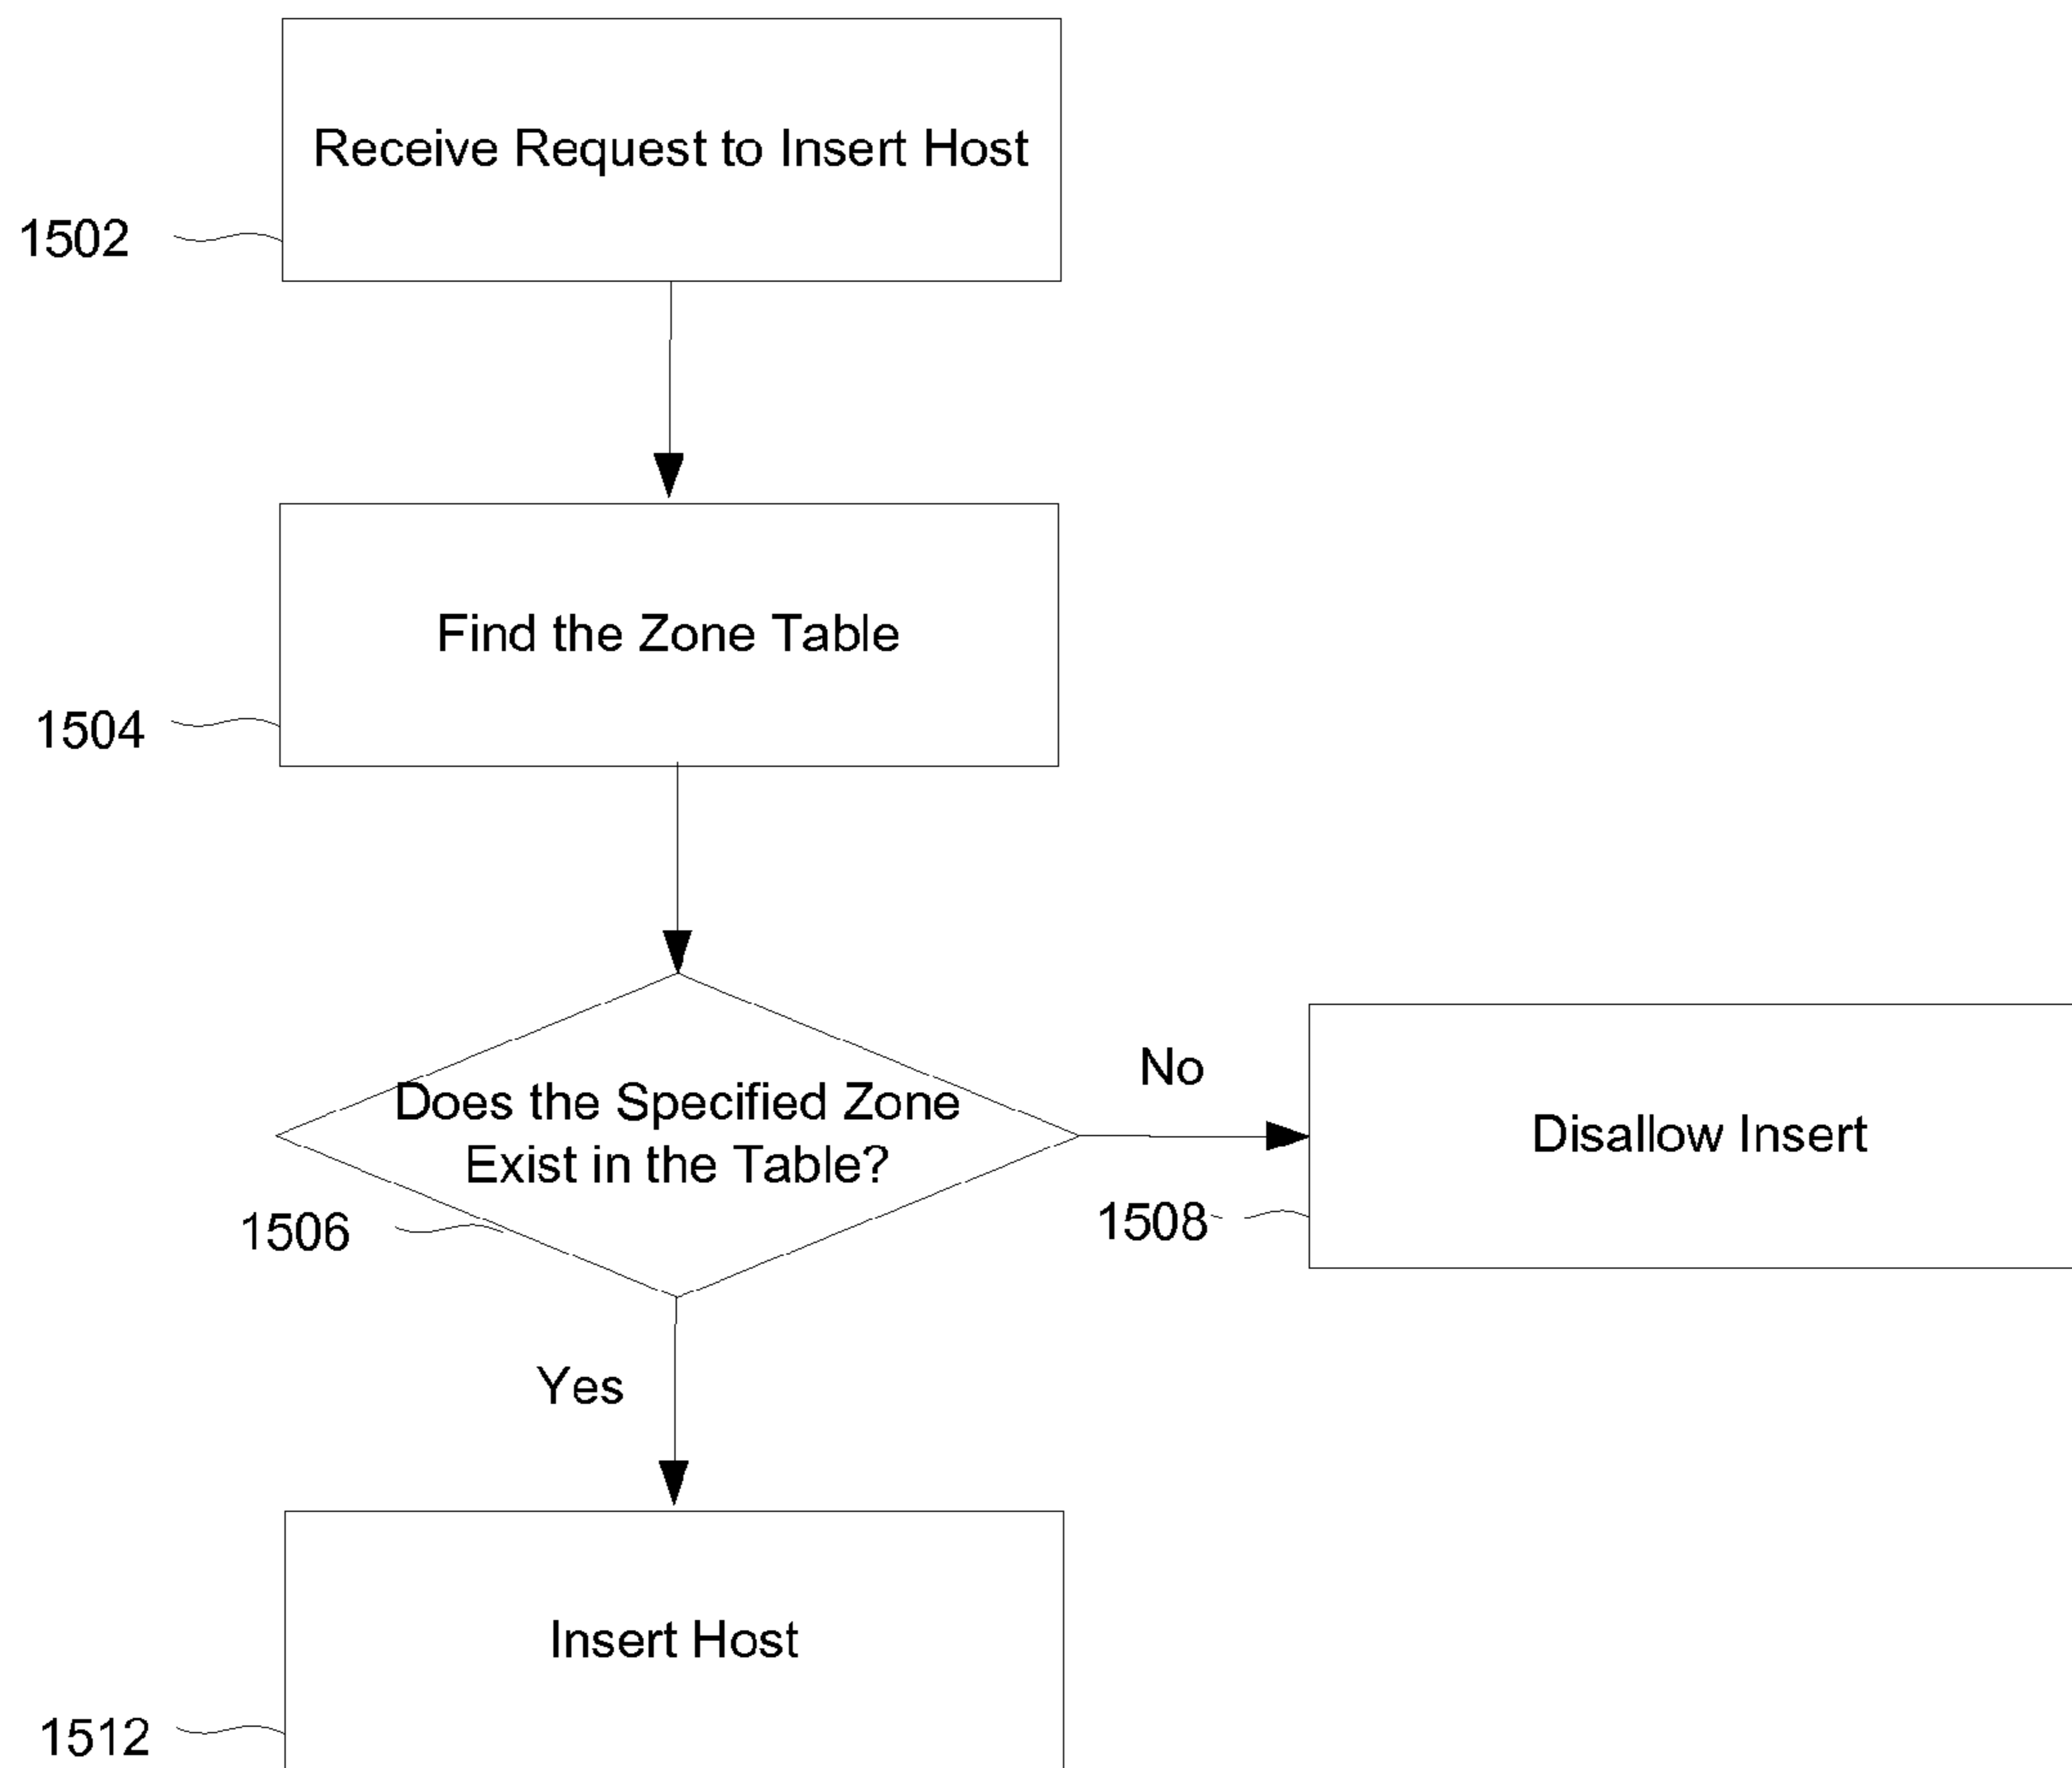 Receive Request to Insert Host
1502
Find the Zone Table
1504
Does the Specified Zone
Exist in the Table?
1506
No
Disallow Insert
1508
Yes
Insert Host
1512